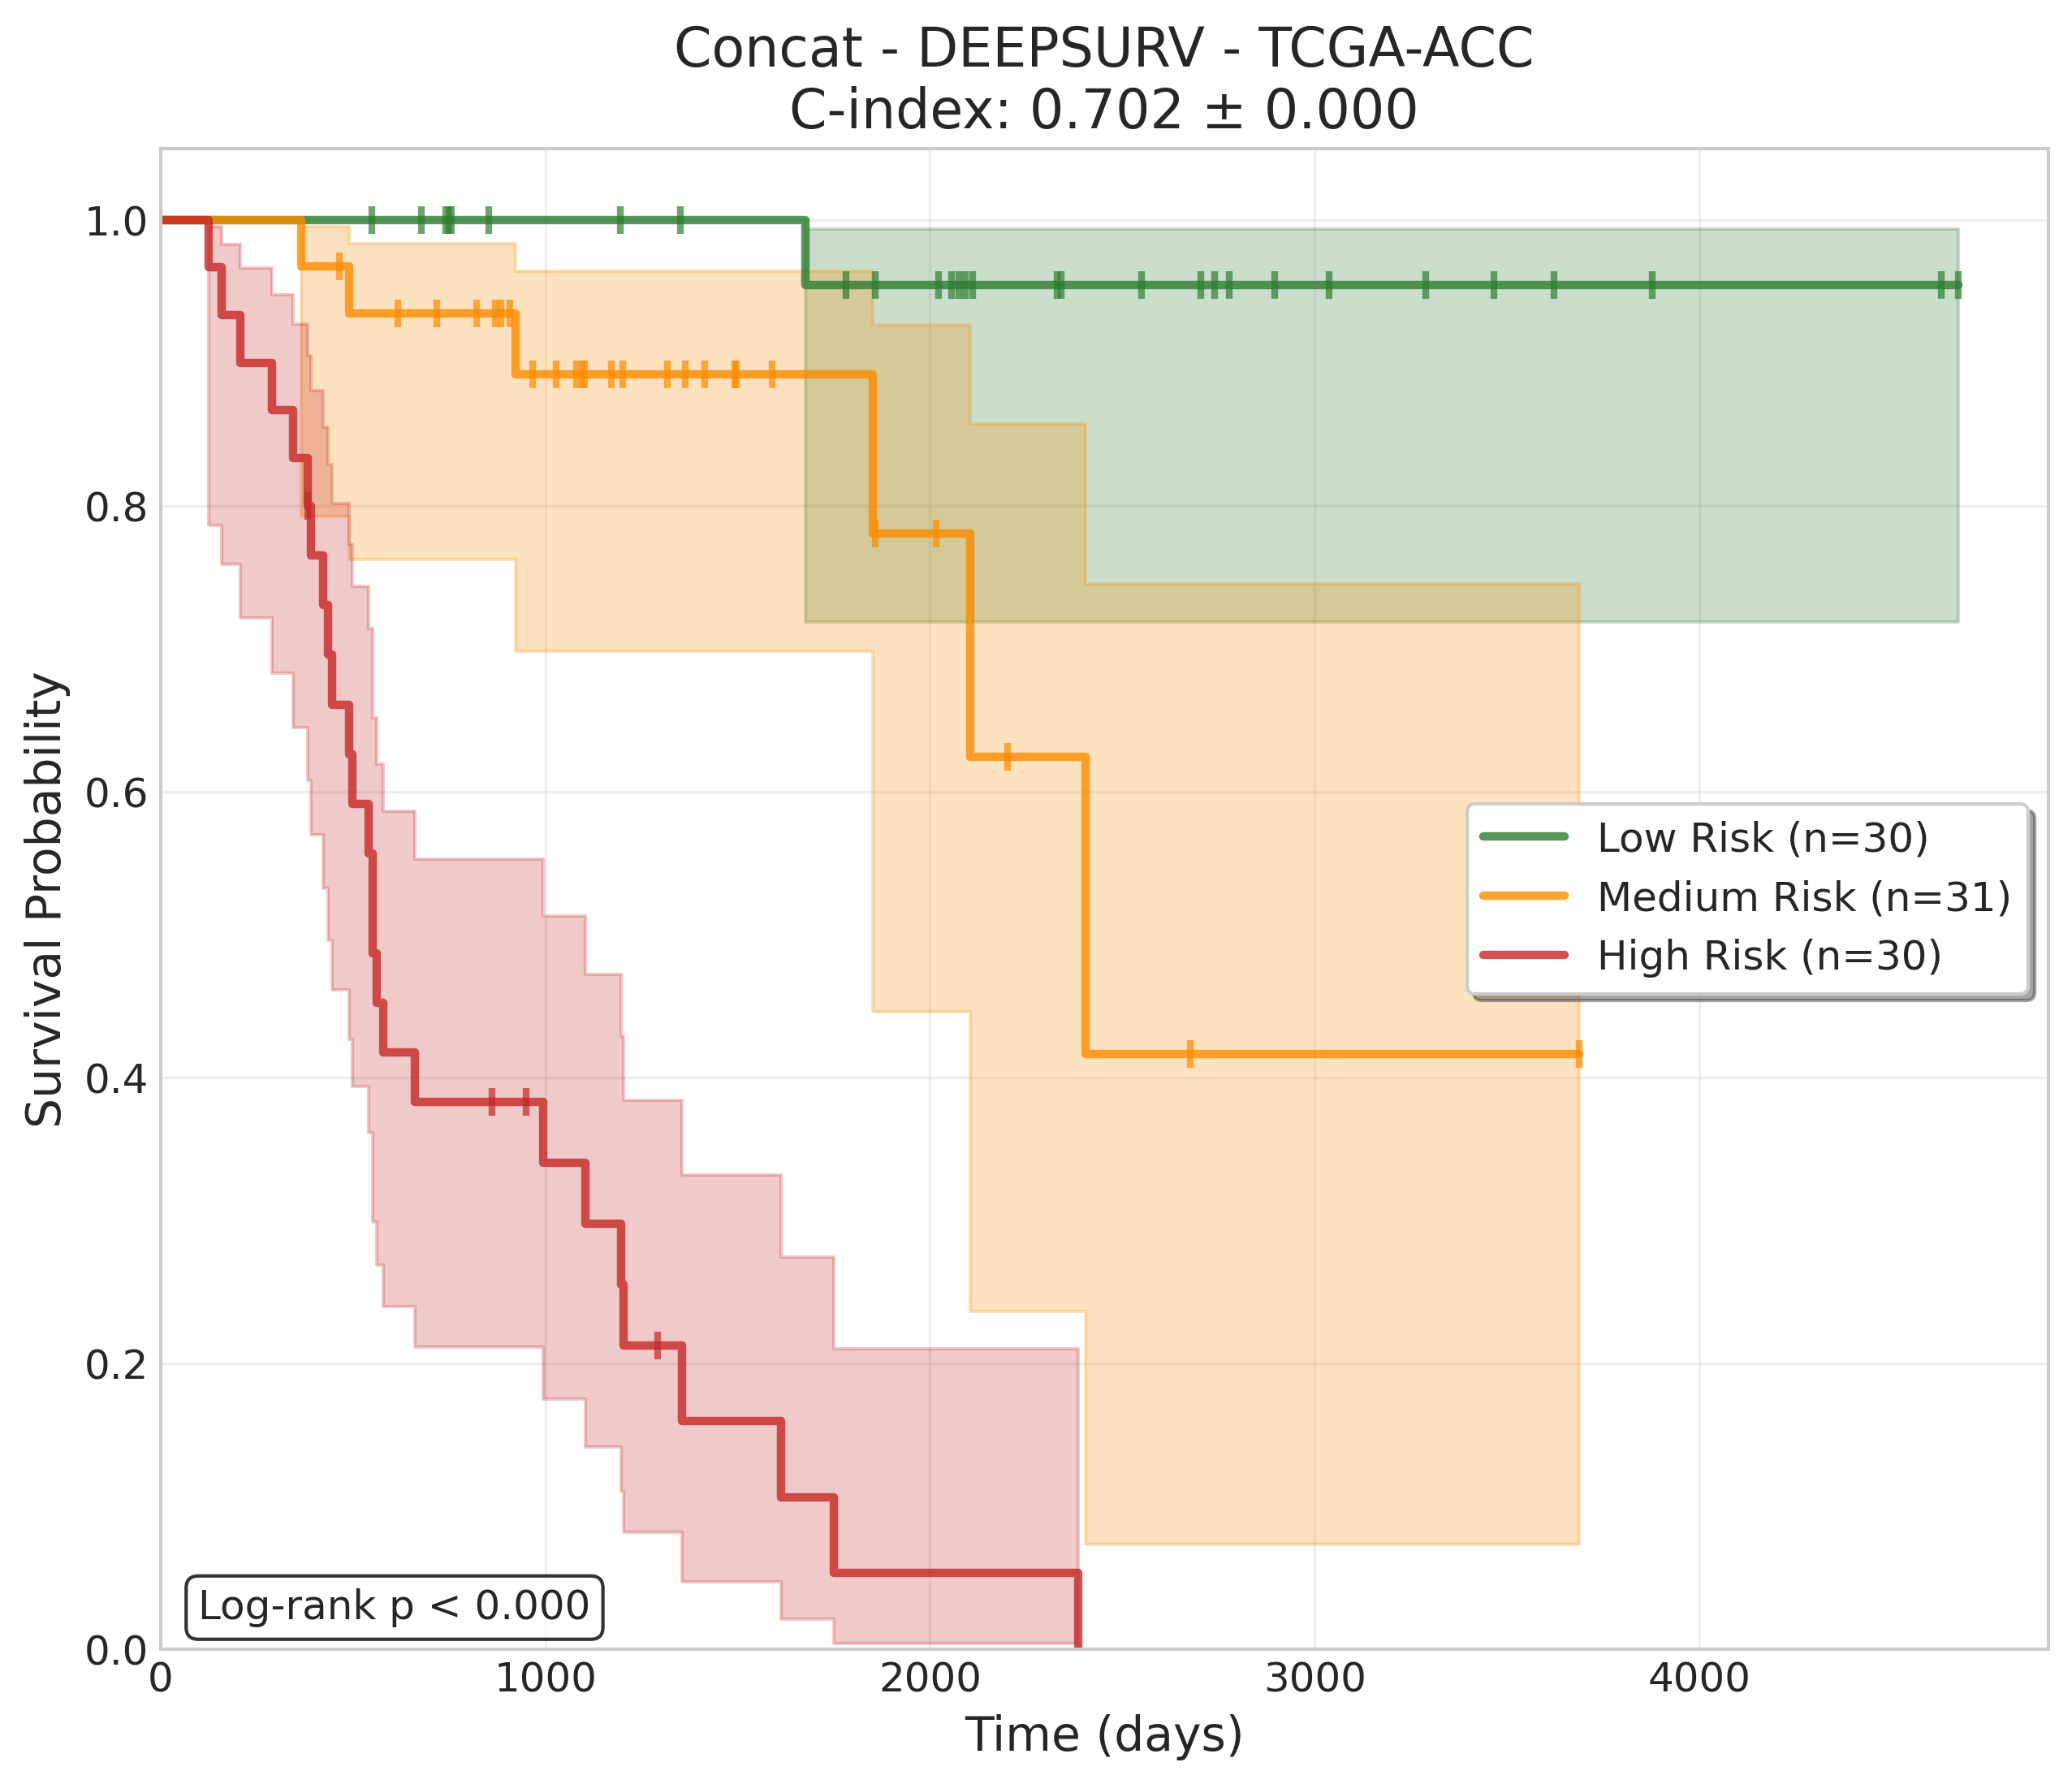 Concat - DEEPSURV - TCGA-ACC
C-index: 0.702 ± 0.000
Survival Probability
1.0
0.8
0.6
0.4
0.2
0.0
Low Risk (n=30)
Medium Risk (n=31)
High Risk (n=30)
Log-rank p < 0.000
0 1000 2000 3000 4000
Time (days)